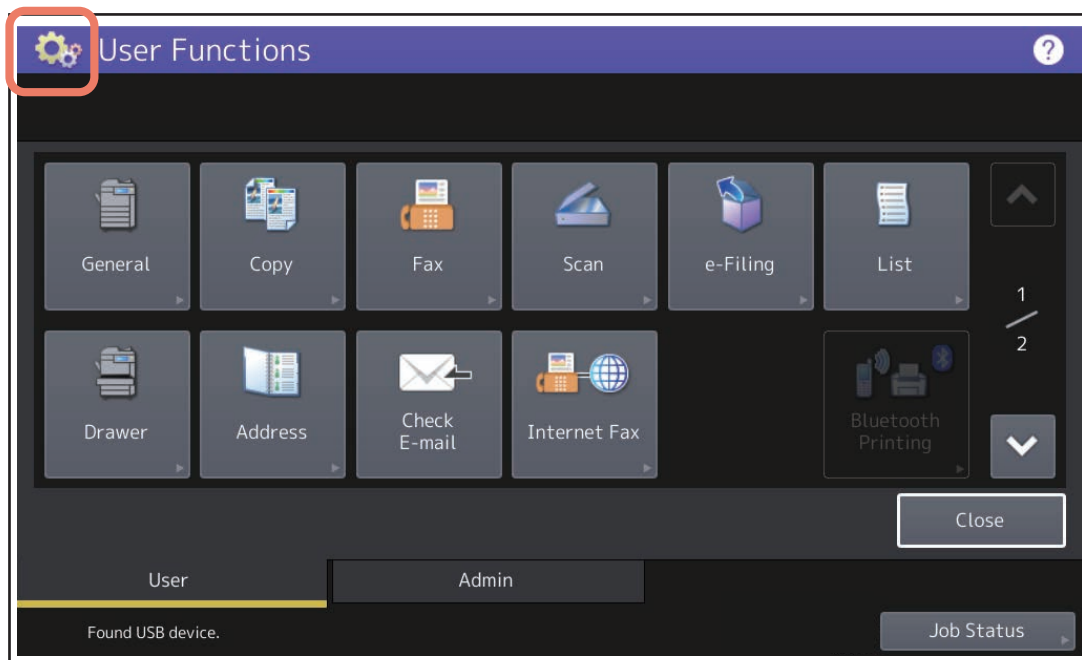 User Functions
?
General
Copy
Fax
Scan
e-Filing
List
1
2
Drawer
Address
Check
E-mail
Internet Fax
Bluetooth
Printing
Close
User
Admin
Found USB device.
Job Status